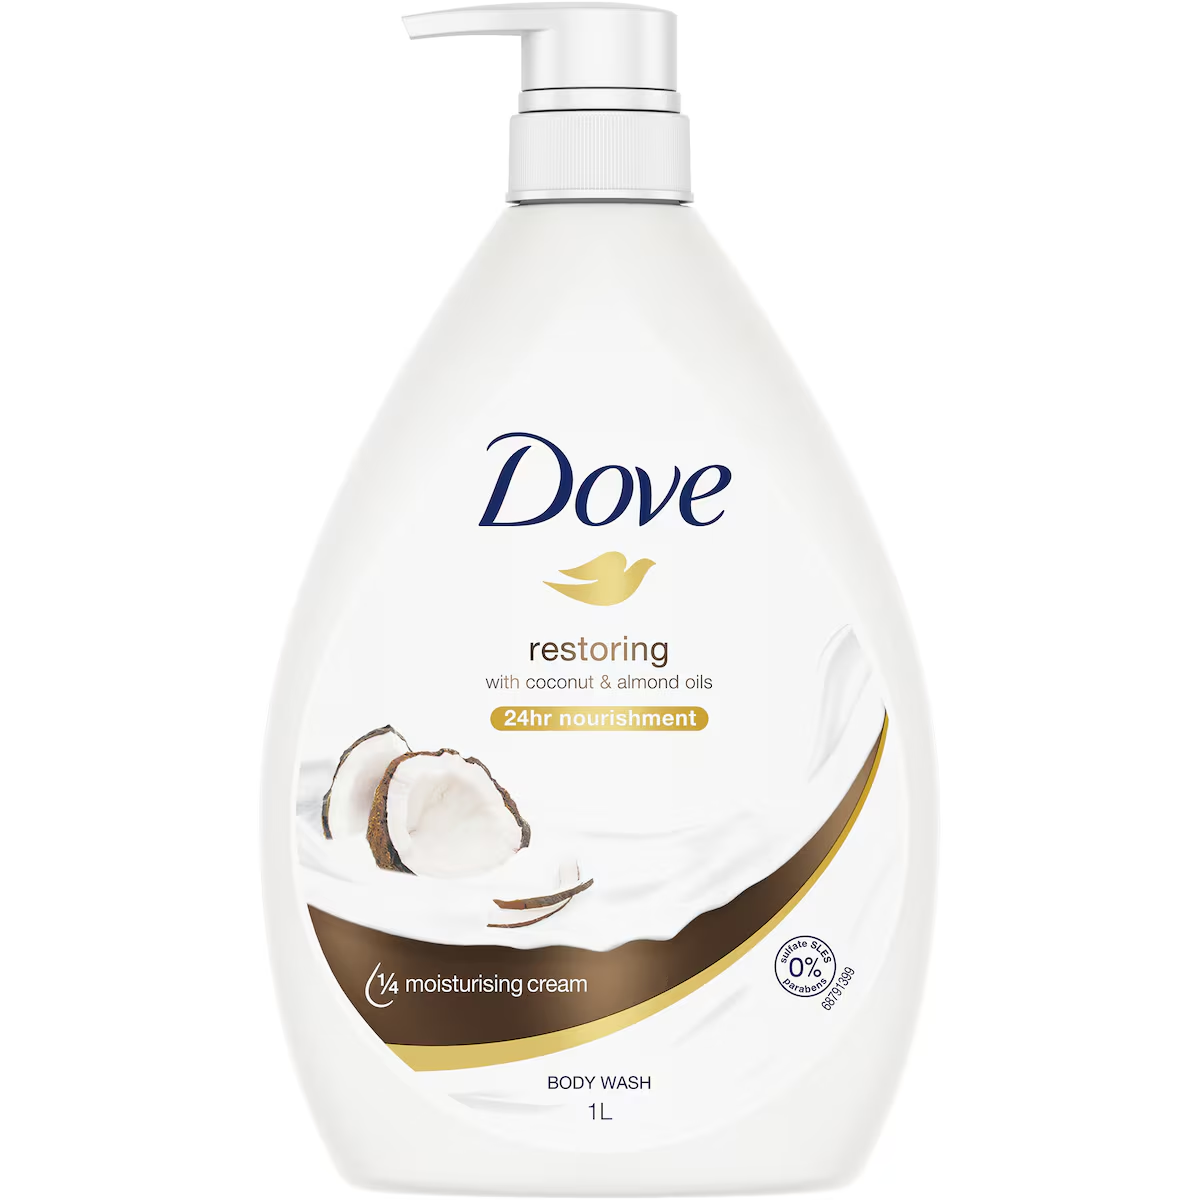 Dove
restoring
with coconut & almond oils
24hr nourishment
1/4 moisturising cream
sulfate SLES
0%
parabens
68791399
BODY WASH
1L